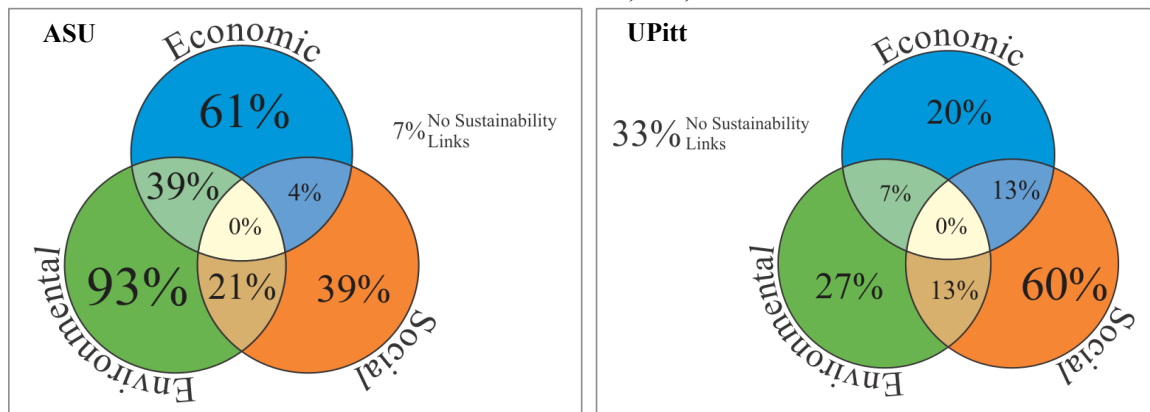 ASU
Economic
61%
7% No Sustainability
Links
39%
4%
0%
93%
21%
39%
Environmental
Social
UPitt
Economic
20%
33% No Sustainability
Links
7%
13%
0%
27%
13%
60%
Environmental
Social